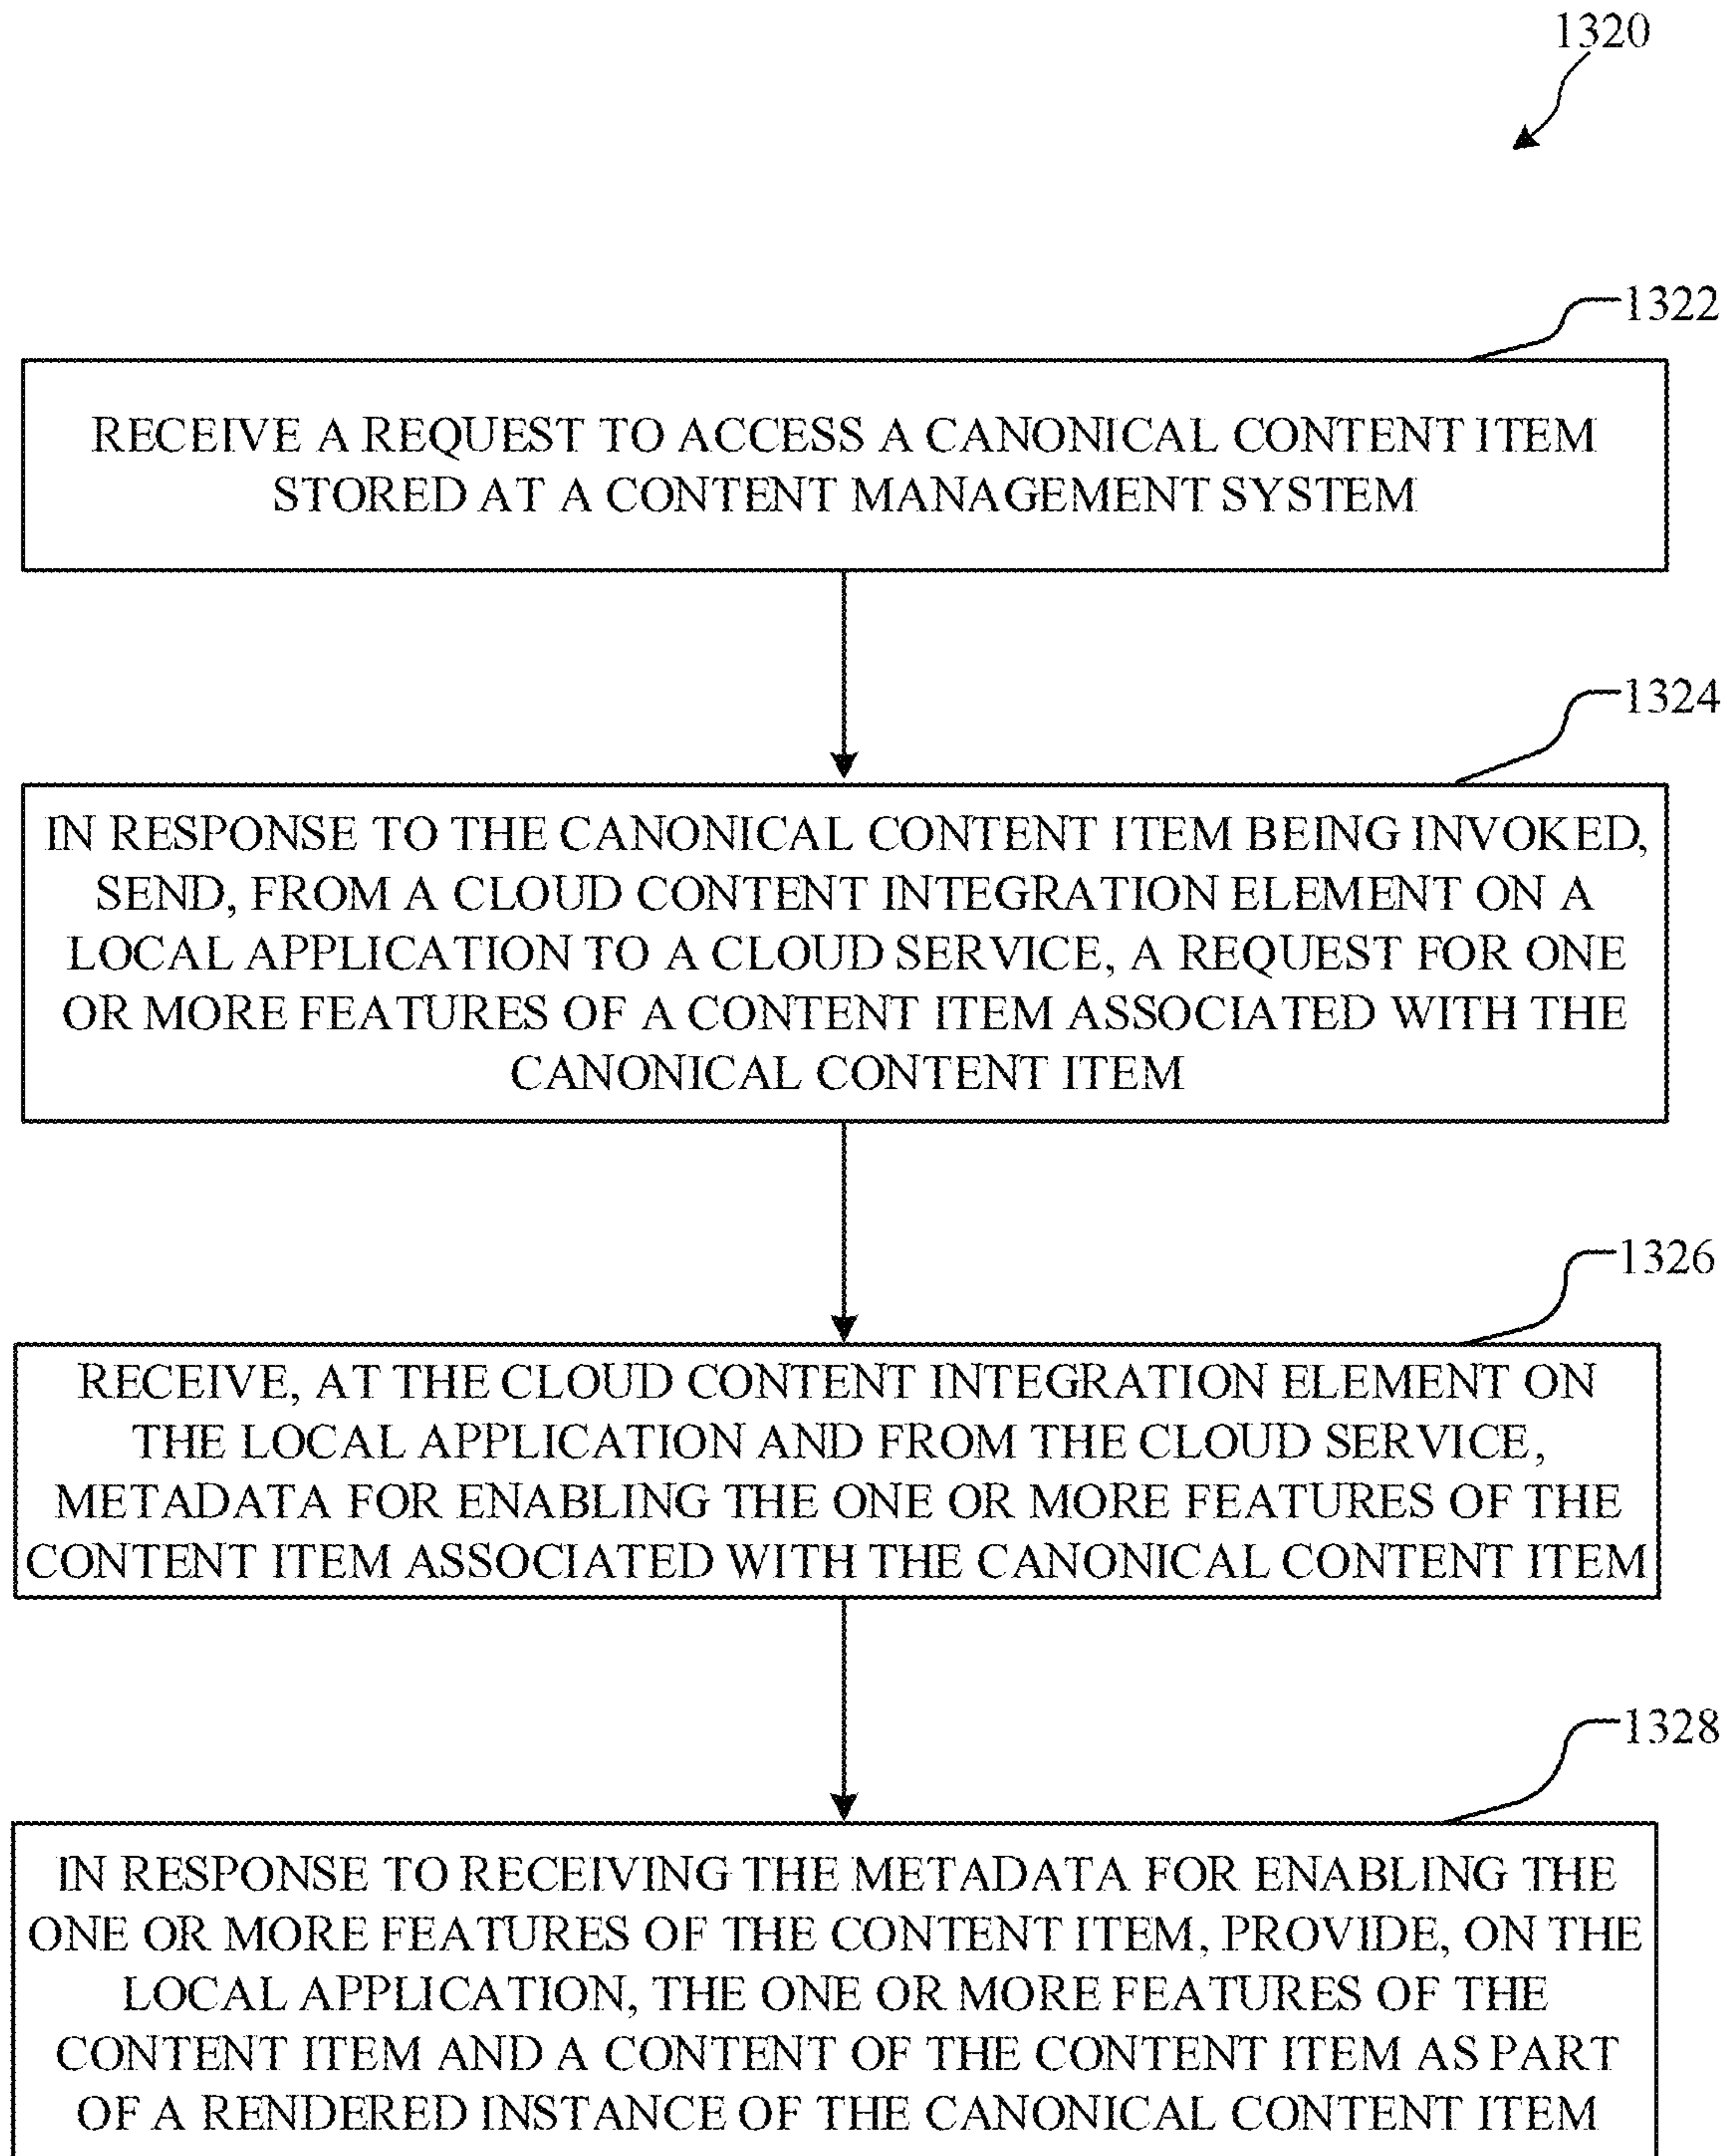 1320
1322
RECEIVE A REQUEST TO ACCESS A CANONICAL CONTENT ITEM
STORED AT A CONTENT MANAGEMENT SYSTEM
1324
IN RESPONSE TO THE CANONICAL CONTENT ITEM BEING INVOKED,
SEND, FROM A CLOUD CONTENT INTEGRATION ELEMENT ON A
LOCAL APPLICATION TO A CLOUD SERVICE, A REQUEST FOR ONE
OR MORE FEATURES OF A CONTENT ITEM ASSOCIATED WITH THE
CANONICAL CONTENT ITEM
1326
RECEIVE, AT THE CLOUD CONTENT INTEGRATION ELEMENT ON
THE LOCAL APPLICATION AND FROM THE CLOUD SERVICE,
METADATA FOR ENABLING THE ONE OR MORE FEATURES OF THE
CONTENT ITEM ASSOCIATED WITH THE CANONICAL CONTENT ITEM
1328
IN RESPONSE TO RECEIVING THE METADATA FOR ENABLING THE
ONE OR MORE FEATURES OF THE CONTENT ITEM, PROVIDE, ON THE
LOCAL APPLICATION, THE ONE OR MORE FEATURES OF THE
CONTENT ITEM AND A CONTENT OF THE CONTENT ITEM AS PART
OF A RENDERED INSTANCE OF THE CANONICAL CONTENT ITEM